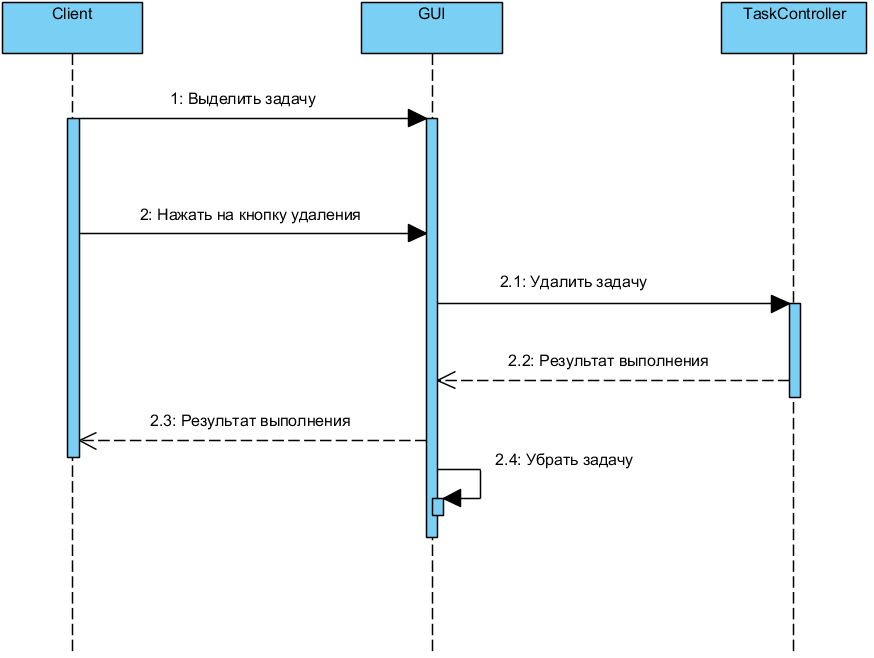 Client
GUI
TaskController
1: Выделить задачу
2: Нажать на кнопку удаления
2.1: Удалить задачу
2.2: Результат выполнения
2.3: Результат выполнения
2.4: Убрать задачу